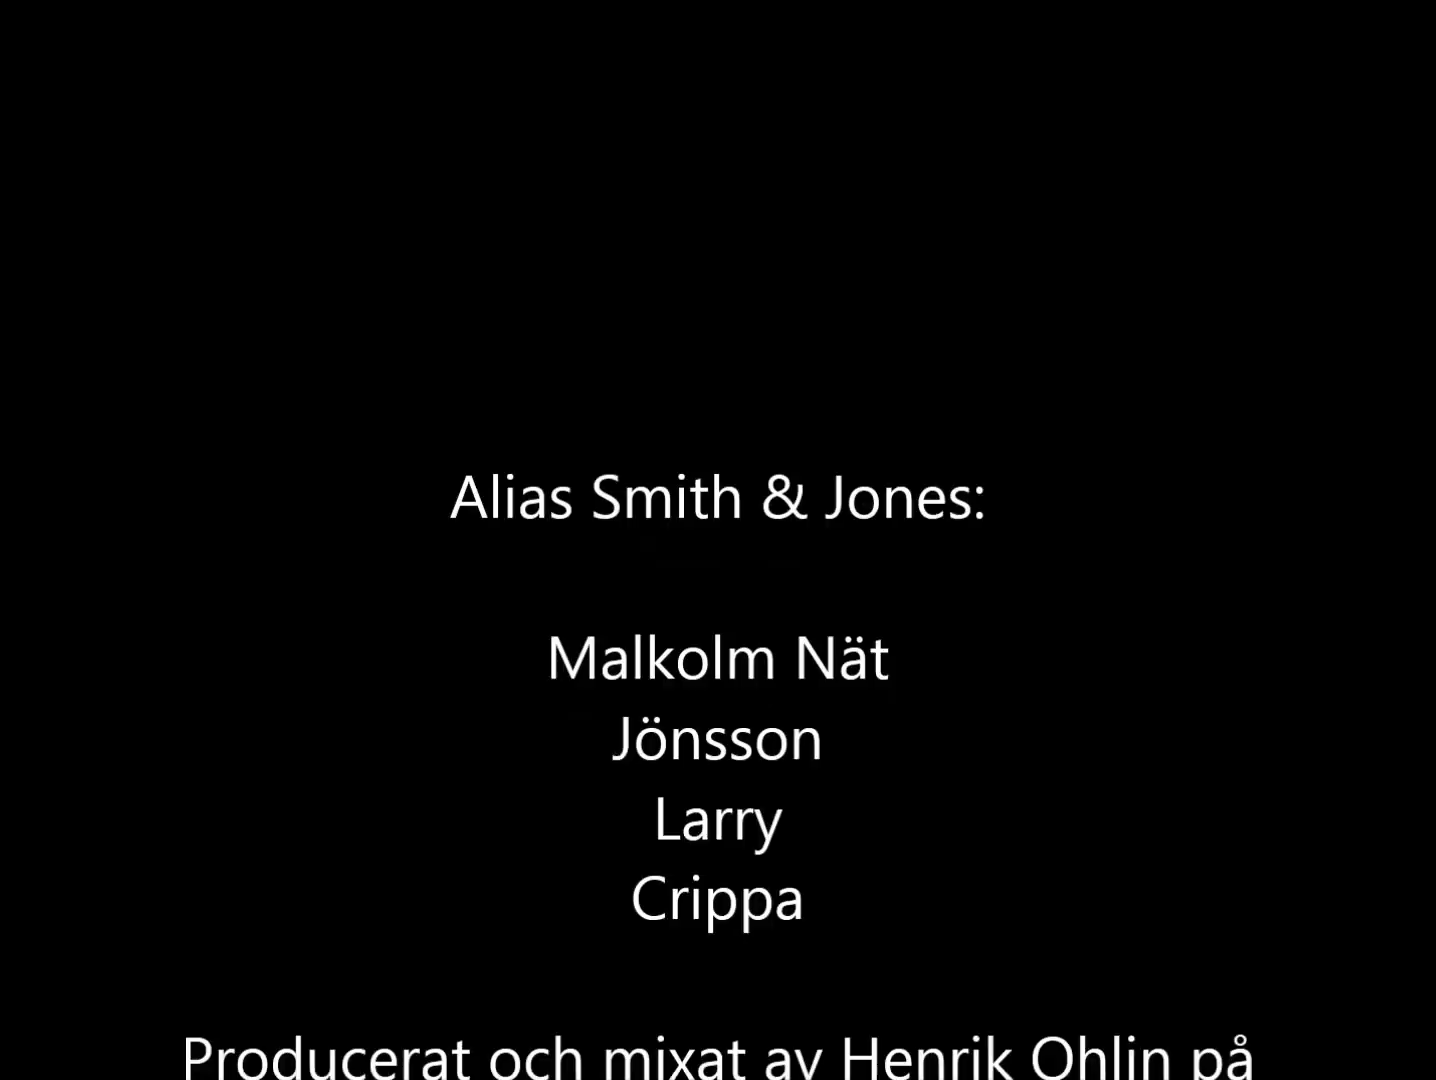 Alias Smith & Jones:
Malkolm Nät
Jönsson
Larry
Crippa
Producerat och mixat av Henrik Ohlin på